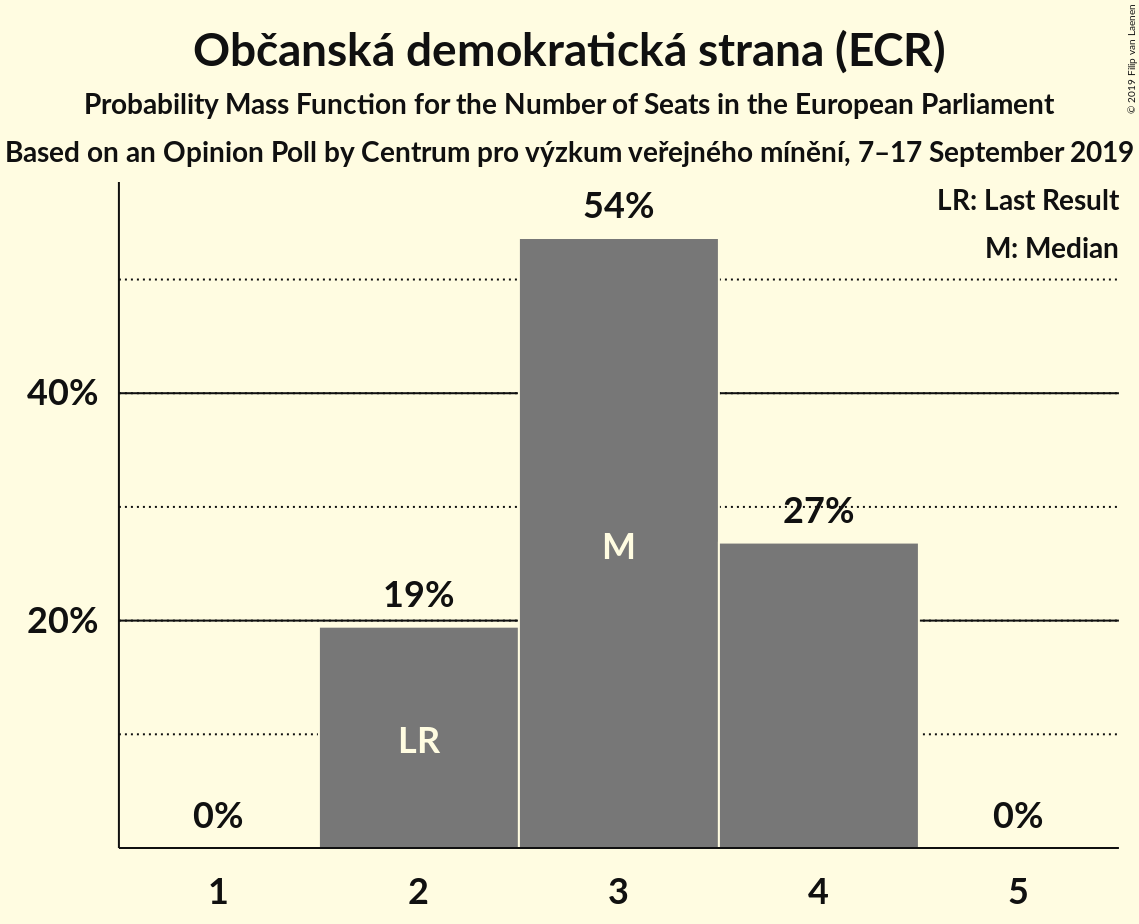 Občanská demokratická strana (ECR)
Probability Mass Function for the Number of Seats in the European Parliament
Based on an Opinion Poll by Centrum pro výzkum veřejného mínění, 7–17 September 2019
© 2019 Filip van Laenen
LR: Last Result
M: Median
54%
40%
27%
M
20%
19%
LR
0%
0%
1 2 3 4 5